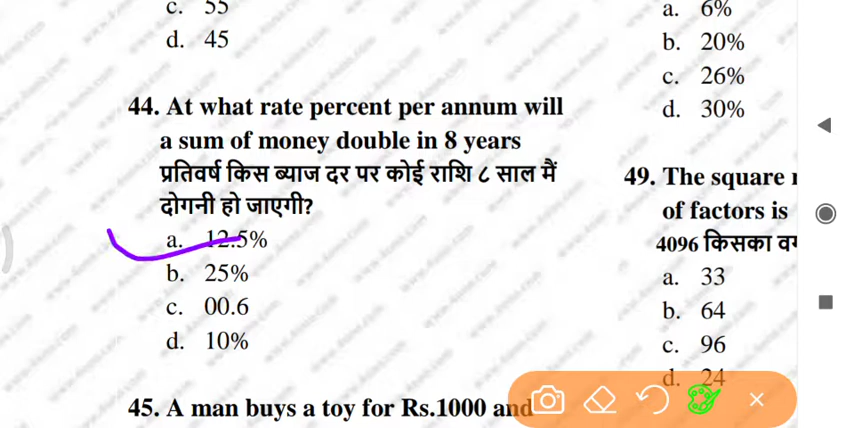 c. 55
d. 45
44. At what rate percent per annum will
a sum of money double in 8 years
प्रतिवर्ष किस ब्याज दर पर कोई राशि ८ साल मैं
दोगनी हो जाएगी?
a. 12.5%
b. 25%
c. 00.6
d. 10%
45. A man buys a toy for Rs.1000 and
a. 6%
b. 20%
c. 26%
d. 30%
49. The square
of factors is
4096 किसका
a. 33
b. 64
c. 96
d. 24